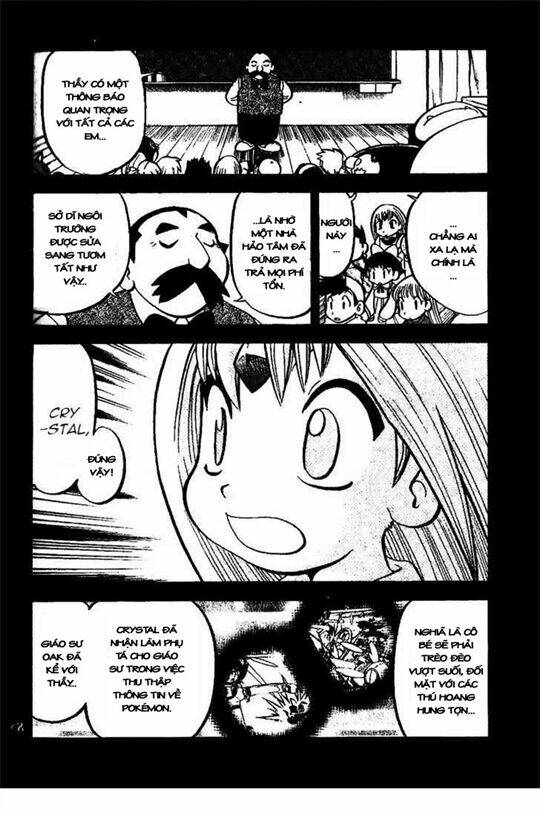 THẦY CÓ MỘT
THÔNG BÁO
QUAN TRỌNG
VỚI TẤT CẢ CÁC
EM...
SỞ DĨ NGÔI
TRƯỜNG
ĐƯỢC SỬA
SANG TƯƠM
TẤT NHƯ
VẬY..
...LÀ NHỜ
MỘT NHÀ
HẢO TÂM ĐÃ
ĐỨNG RA
TRẢ MỌI PHÍ
TỔN.
NGƯỜI
NÀY ...
CHẲNG AI
XA LẠ MÀ
CHÍNH LÀ
...
CRY
-STAL,
ĐÚNG
VẬY!
GIÁO SƯ
OAK ĐÃ
KỂ VỚI
THẦY..
CRYSTAL ĐÃ
NHẬN LÀM PHỤ
TÁ CHO GIÁO
SƯ TRONG VIỆC
THU THẬP
THÔNG TIN VỀ
POKÉMON.
NGHĨA LÀ CÔ
BÉ SẼ PHẢI
TRÈO ĐÈO
VƯỢT SUỐI, ĐỐI
MẶT VỚI CÁC
THÚ HOANG
HUNG TỢN...